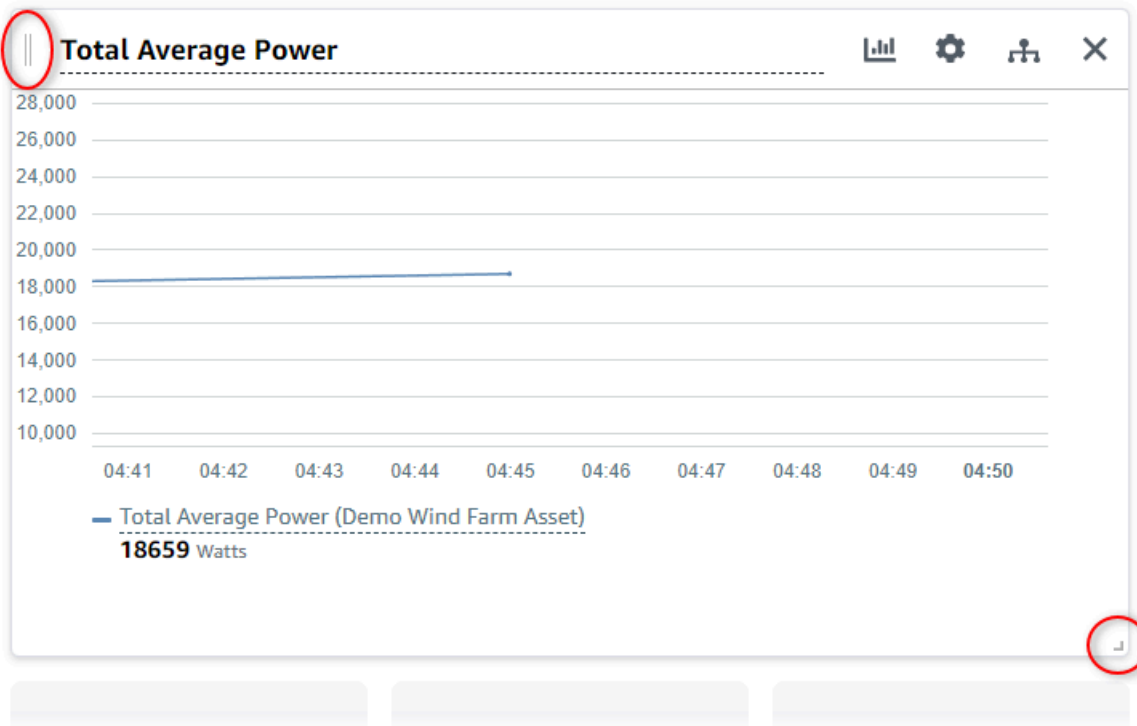 Total Average Power
28,000
26,000
24,000
22,000
20,000
18,000
16,000
14,000
12,000
10,000
04:41 04:42 04:43 04:44 04:45 04:46 04:47 04:48 04:49 04:50
Total Average Power (Demo Wind Farm Asset)
18659 Watts